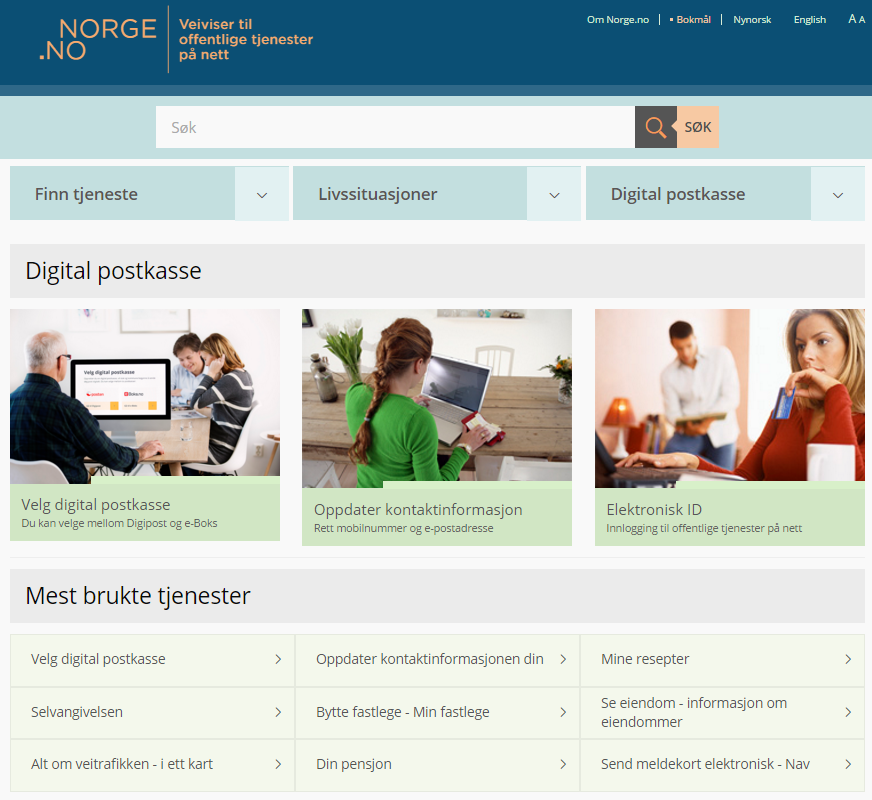 NORGE
.NO
Veiviser til
offentlige tjenester
på nett
Om Norge.no
Bokmål
Nynorsk
English
A A
Søk
SØK
Finn tjeneste
Livssituasjoner
Digital postkasse
Digital postkasse
Velg digital postkasse
Velg digital postkasse
Du kan velge mellom Digipost og e-Boks
Oppdater kontaktinformasjon
Rett mobilnummer og e-postadresse
Elektronisk ID
Innlogging til offentlige tjenester på nett
Mest brukte tjenester
Velg digital postkasse
Oppdater kontaktinformasjonen din
Mine resepter
Selvangivelsen
Bytte fastlege - Min fastlege
Se eiendom - informasjon om
eiendommer
Alt om veitrafikken - i ett kart
Din pensjon
Send meldekort elektronisk - Nav